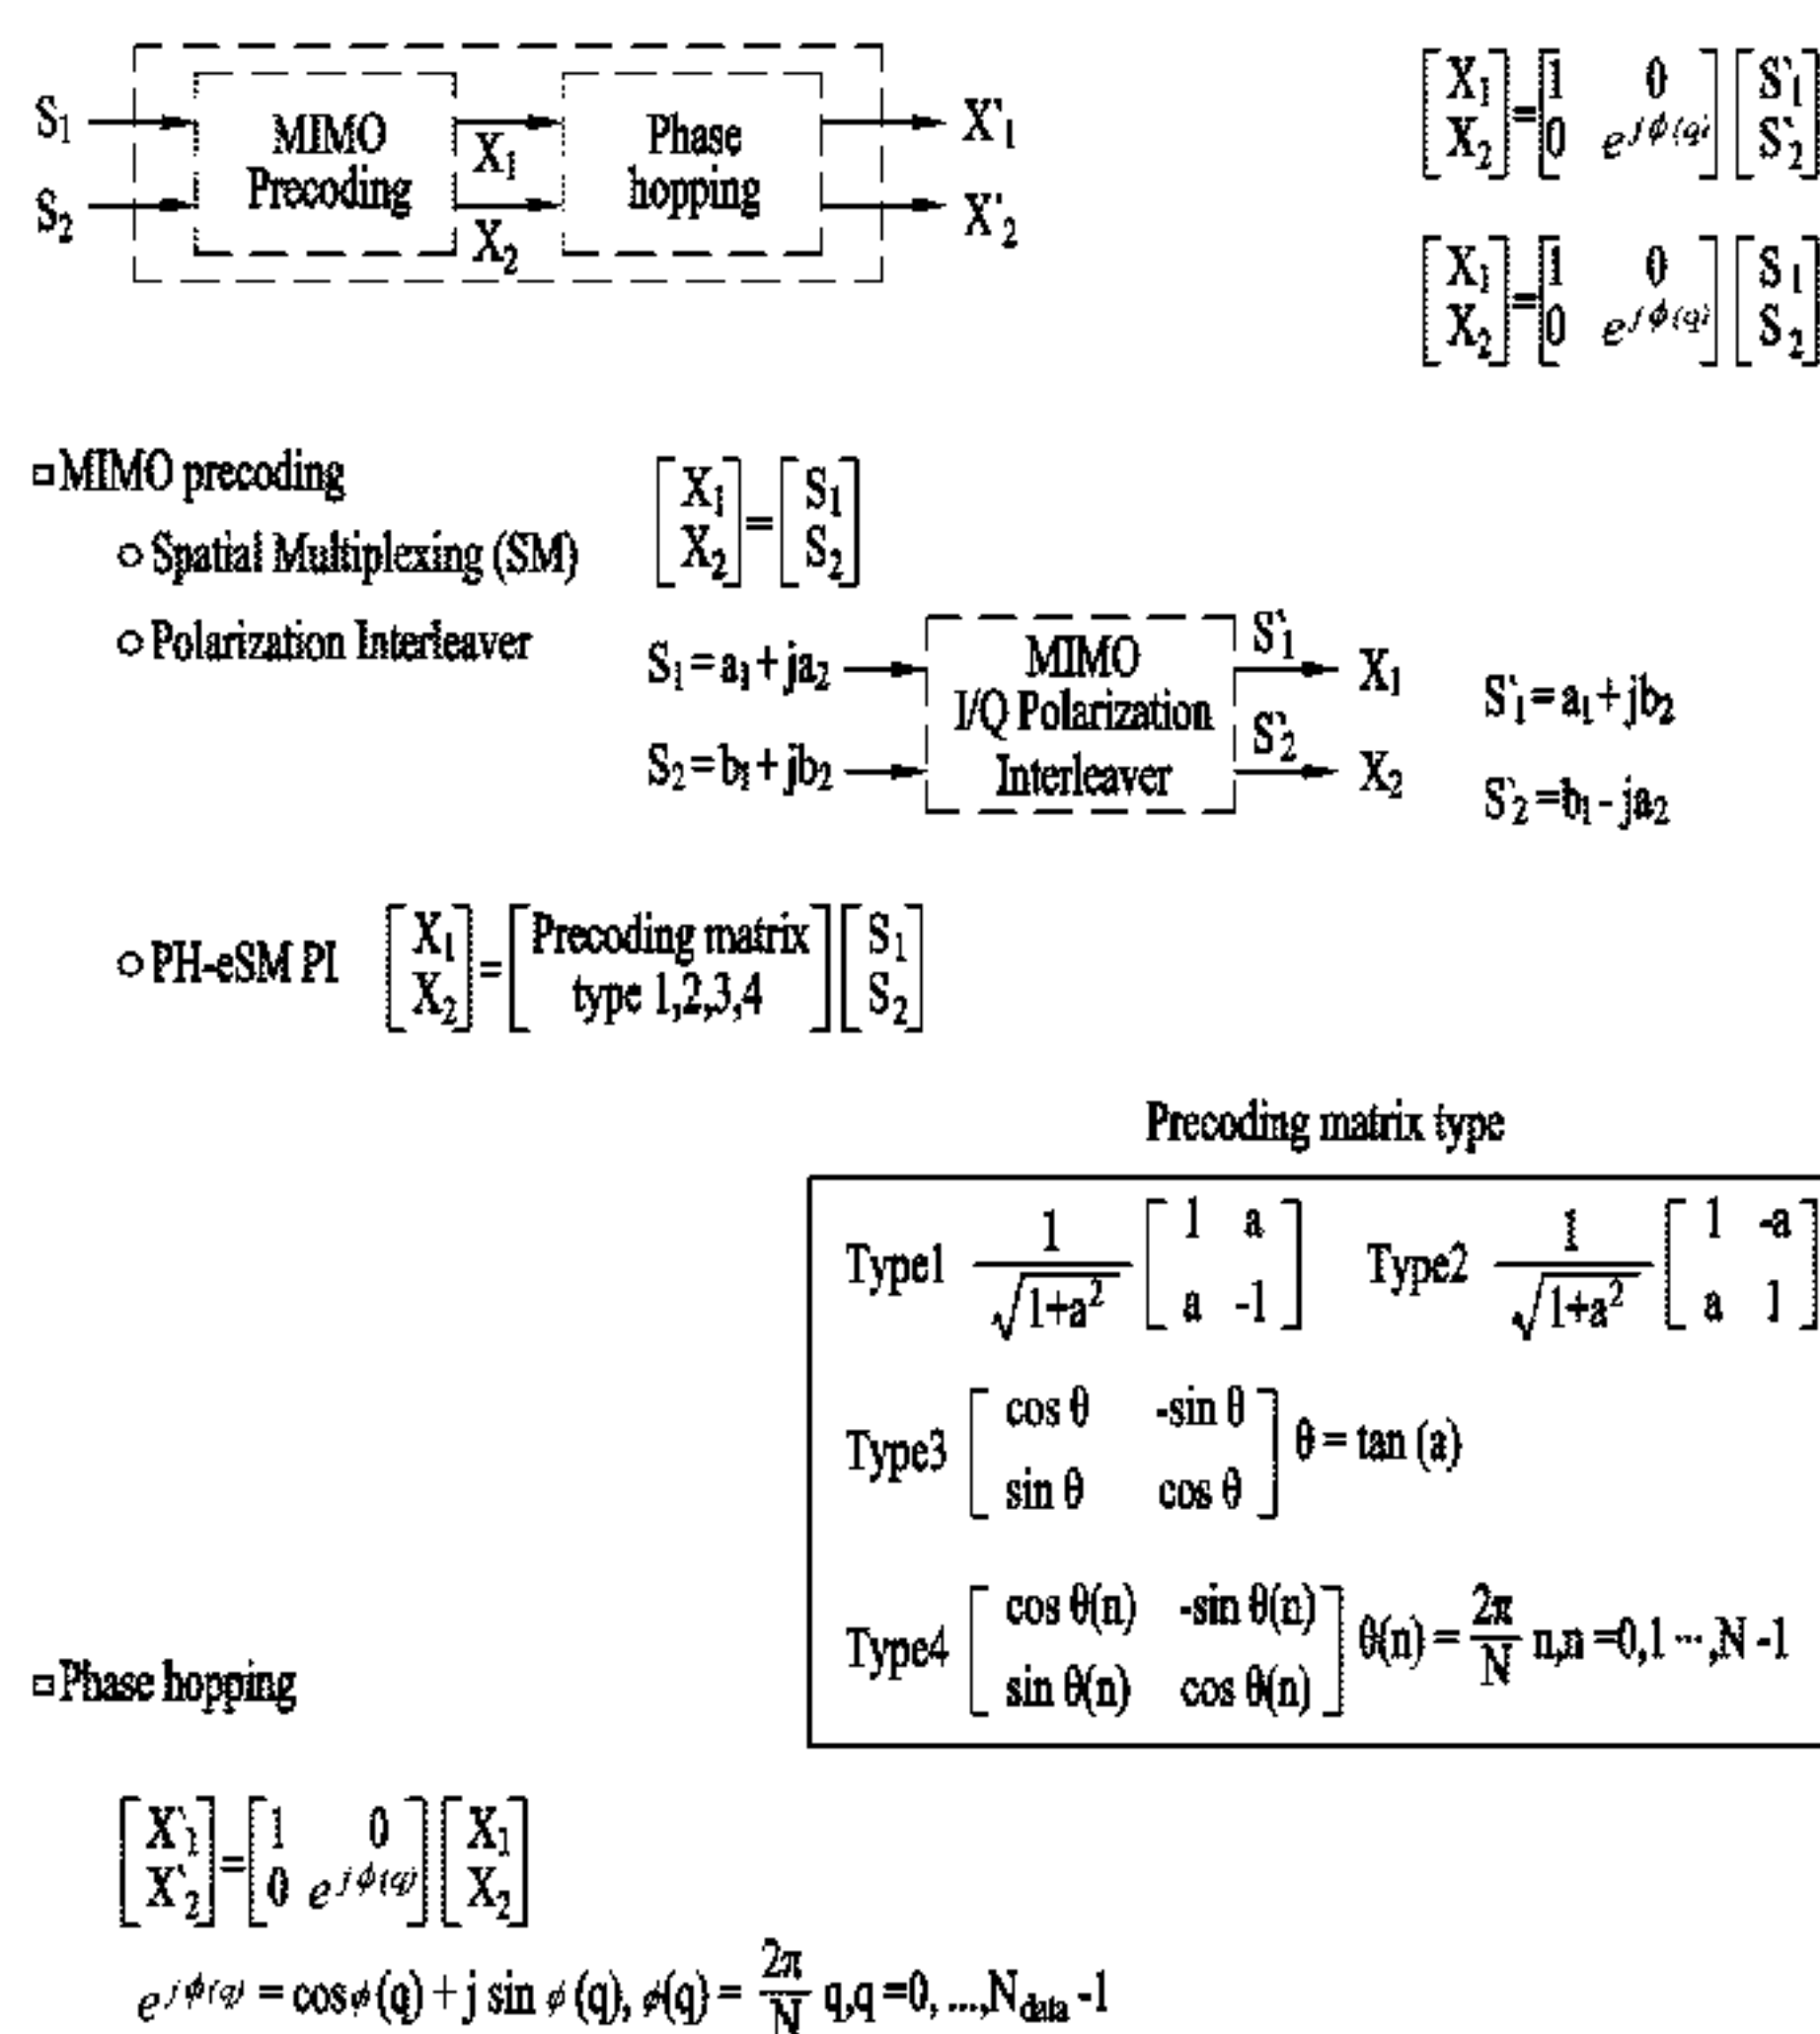 S₁
S₂
MIMO
Precoding
X₁
X₂
Phase
hopping
X`₁
X`₂
[X₁ X₂] = [1 0; 0 e^{jϕ(q)}] [S`₁ S`₂]
[X₁ X₂] = [1 0; 0 e^{jϕ(q)}] [S₁ S₂]
□ MIMO precoding
○ Spatial Multiplexing (SM) [X₁ X₂] = [S₁ S₂]
○ Polarization Interleaver
S₁ = a₁ + ja₂
S₂ = b₁ + jb₂
MIMO
I/Q Polarization
Interleaver
S`₁
S`₂
X₁
X₂
S`₁ = a₁ + jb₂
S`₂ = b₁ - ja₂
○ PH-eSM PI [X₁ X₂] = [Precoding matrix type 1,2,3,4] [S₁ S₂]
Precoding matrix type
Type1 1/√(1+a²) [1 a; a -1] Type2 1/√(1+a²) [1 -a; a 1]
Type3 [cos θ -sin θ; sin θ cos θ] θ = tan (a)
Type4 [cos θ(n) -sin θ(n); sin θ(n) cos θ(n)] θ(n) = 2π/N n,n =0,1 ···,N -1
□ Phase hopping
[X`₁ X`₂] = [1 0; 0 e^{jϕ(q)}] [X₁ X₂]
e^{jϕ(q)} = cos ϕ (q) + j sin ϕ (q), ϕ(q) = 2π/N q,q =0, ...,N_data -1